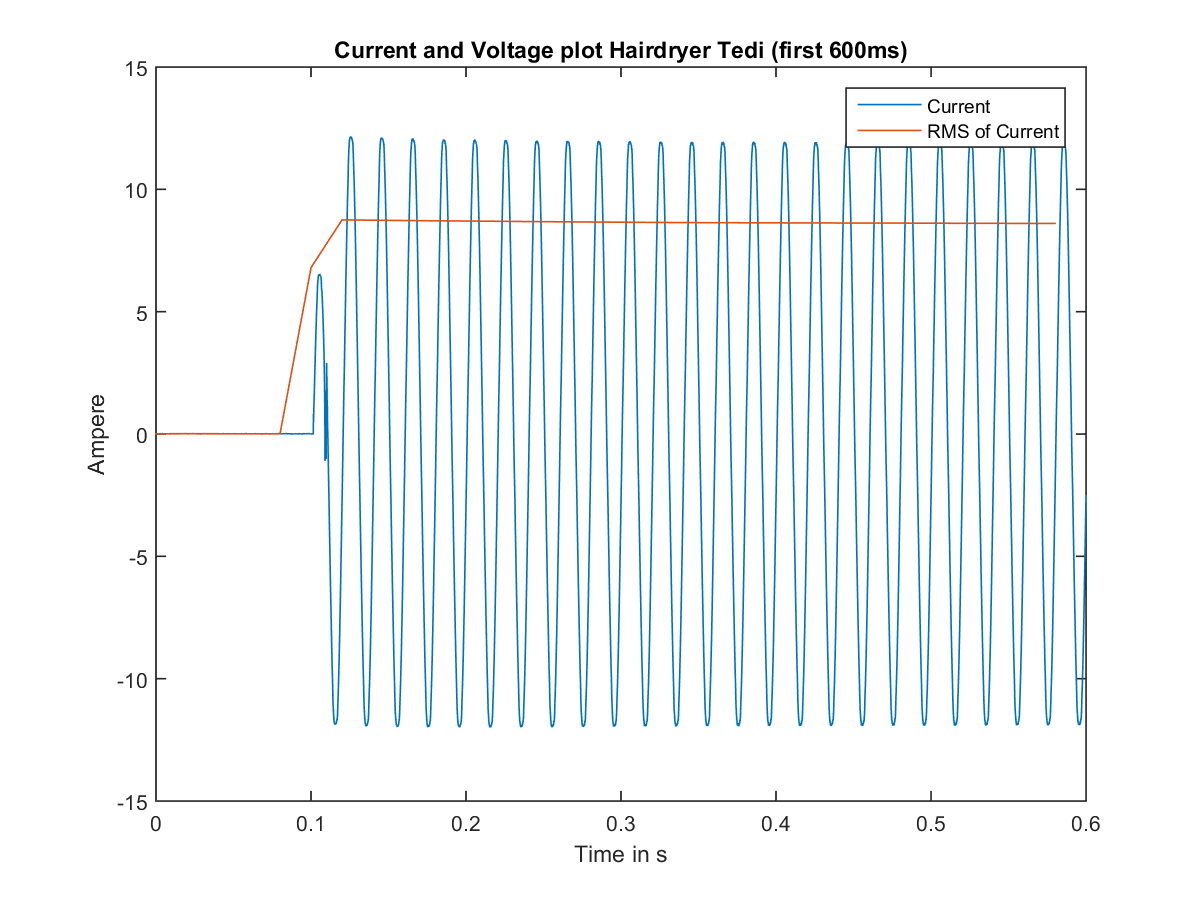 Current and Voltage plot Hairdryer Tedi (first 600ms)
Current
RMS of Current
15
10
5
0
-5
-10
-15
Ampere
0 0.1 0.2 0.3 0.4 0.5 0.6
Time in s